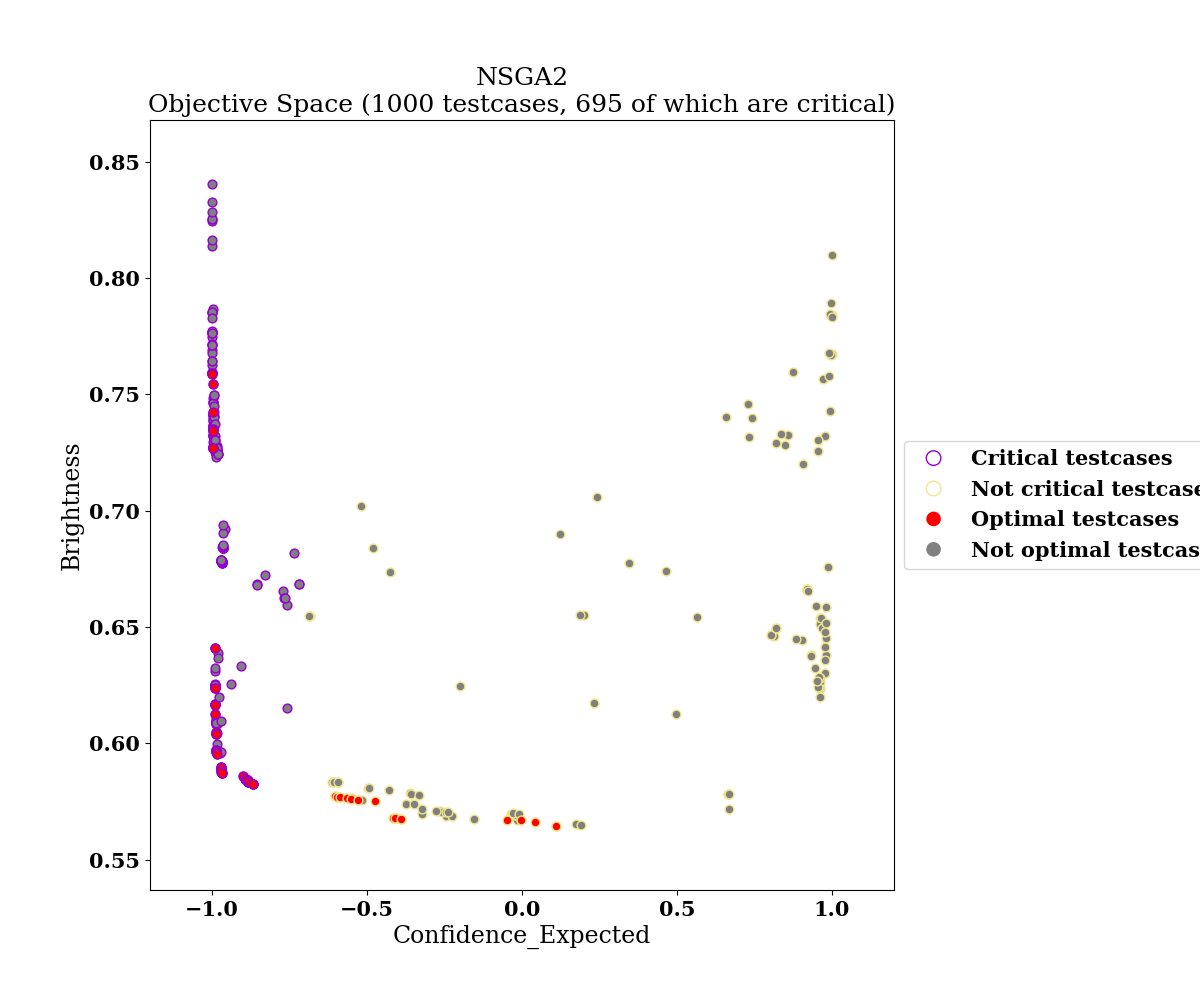 NSGA2
Objective Space (1000 testcases, 695 of which are critical)
0.85
0.80
0.75
0.70
0.65
0.60
0.55
Brightness
−1.0
−0.5
0.0
0.5
1.0
Confidence_Expected
Critical testcases
Not critical testcase
Optimal testcases
Not optimal testcas